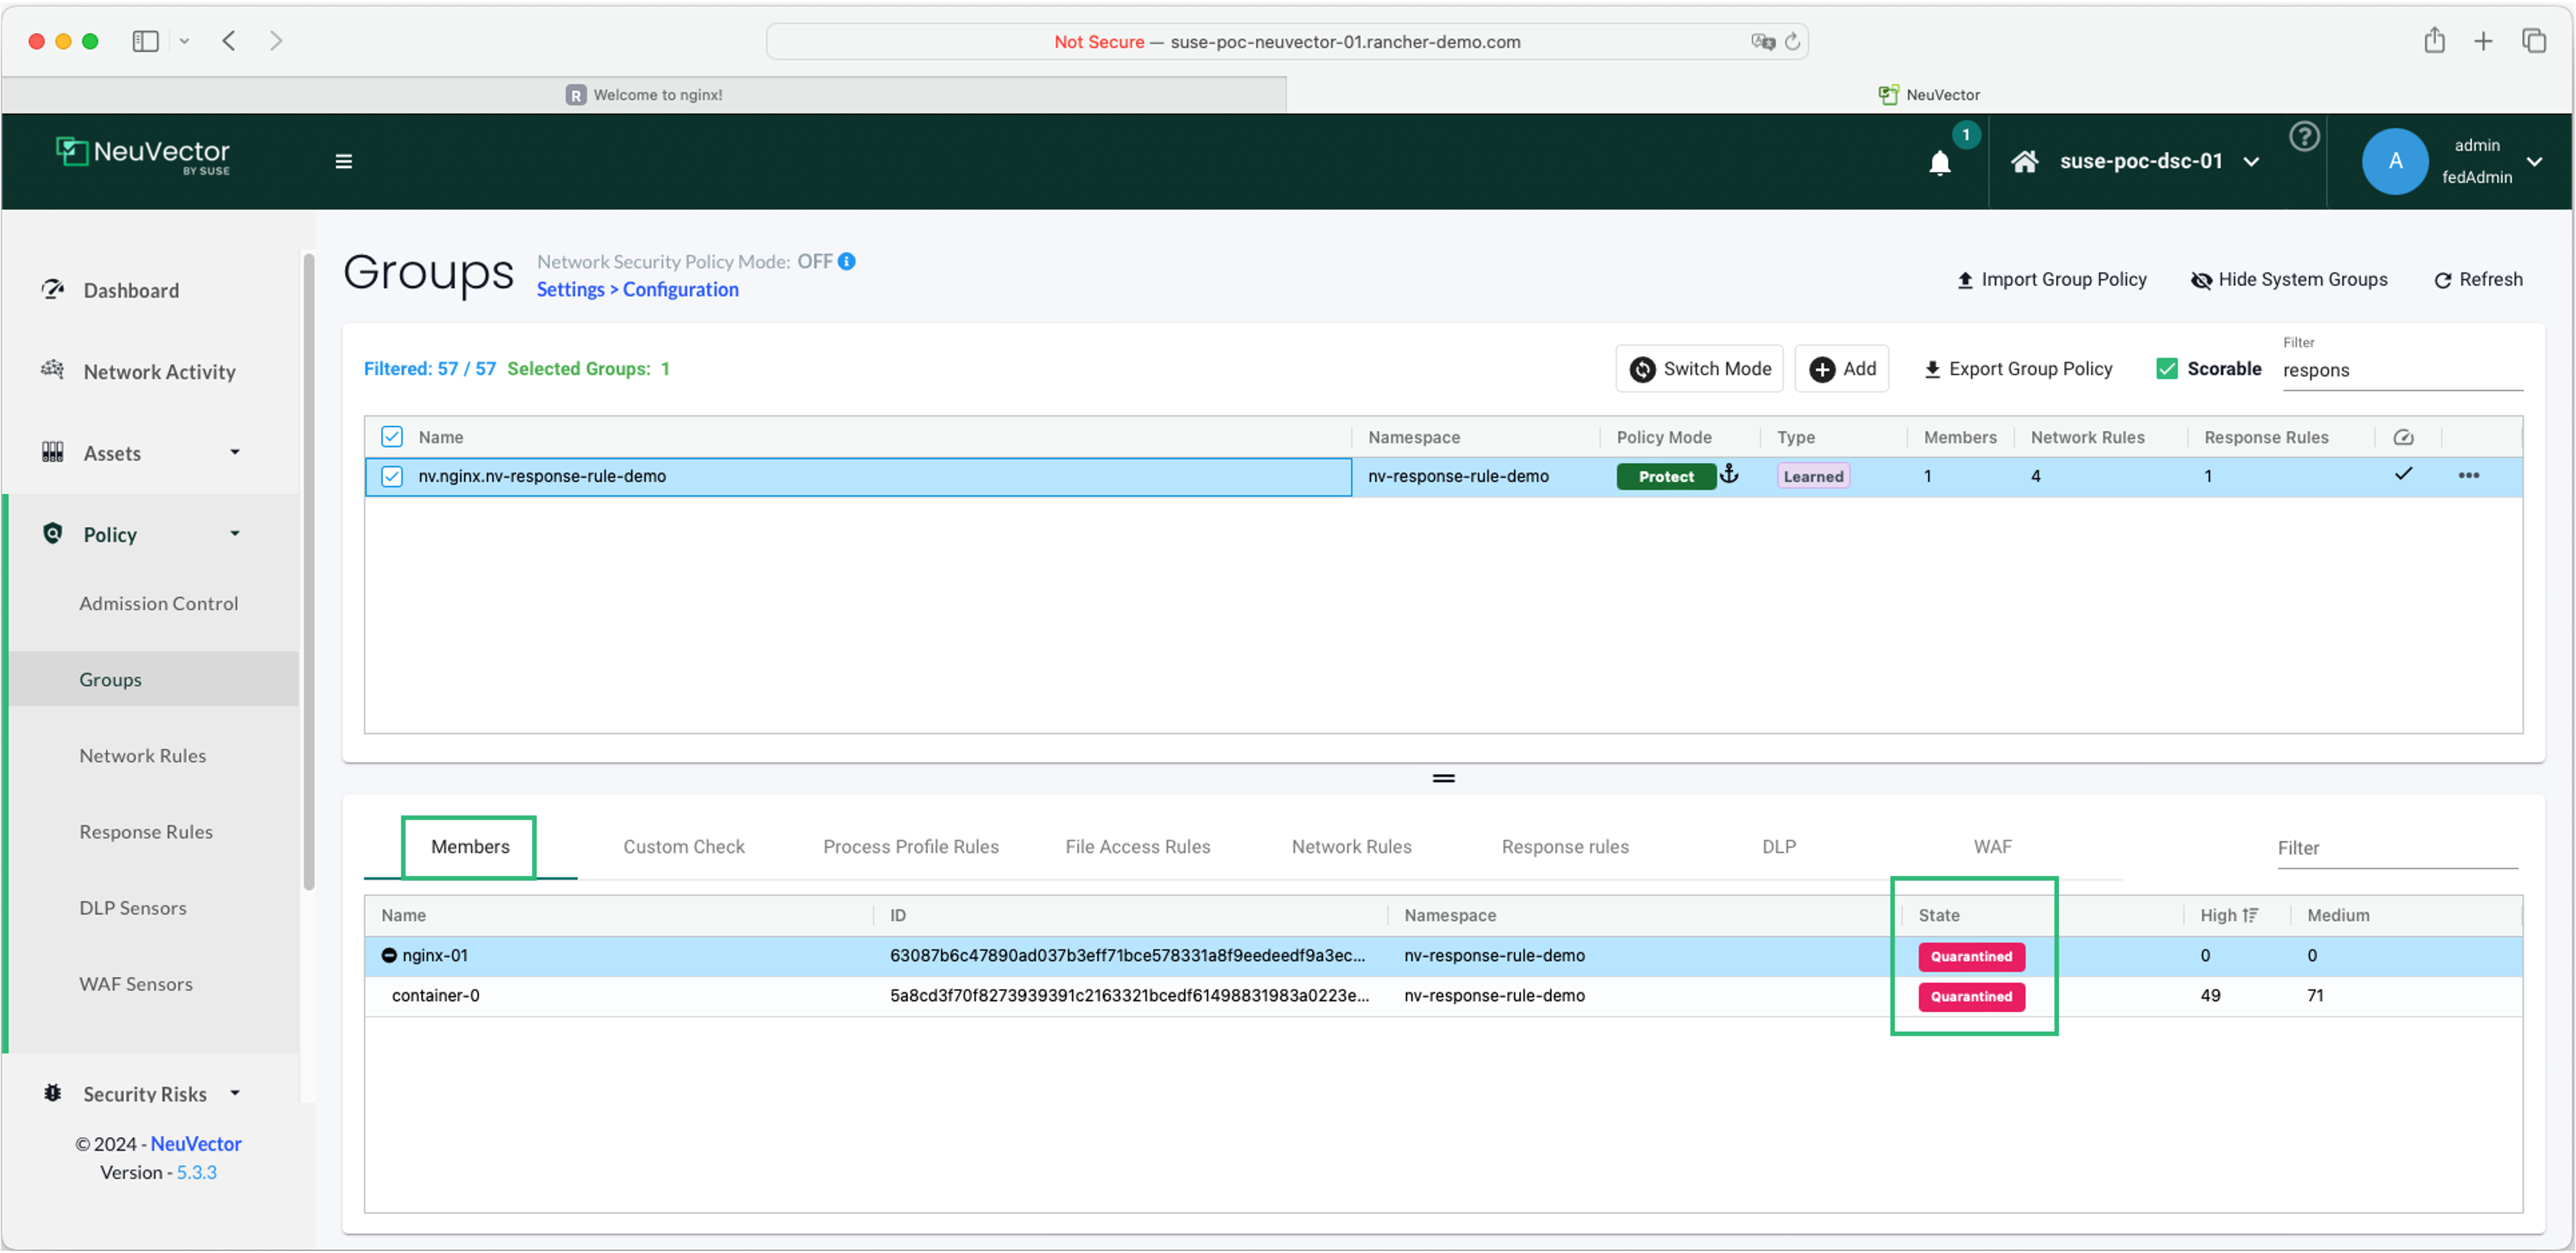 Not Secure — suse-poc-neuvector-01.rancher-demo.com
R Welcome to nginx!
NeuVector
NeuVector
BY SUSE
1
suse-poc-dsc-01
?
A
admin
fedAdmin
Dashboard
Network Activity
Assets
Policy
Admission Control
Groups
Network Rules
Response Rules
DLP Sensors
WAF Sensors
Security Risks
© 2024 - NeuVector
Version - 5.3.3
Groups
Network Security Policy Mode: OFF
Settings > Configuration
Import Group Policy
Hide System Groups
Refresh
Filtered: 57 / 57 Selected Groups: 1
Switch Mode
Add
Export Group Policy
Scorable
Filter
respons
Name Namespace Policy Mode Type Members Network Rules Response Rules
nv.nginx.nv-response-rule-demo nv-response-rule-demo Protect Learned 1 4 1
Members Custom Check Process Profile Rules File Access Rules Network Rules Response rules DLP WAF Filter
Name ID Namespace State High Medium
nginx-01 63087b6c47890ad037b3eff71bce578331a8f9eedeedf9a3ec... nv-response-rule-demo Quarantined 0 0
container-0 5a8cd3f70f8273939391c2163321bcedf61498831983a0223e... nv-response-rule-demo Quarantined 49 71